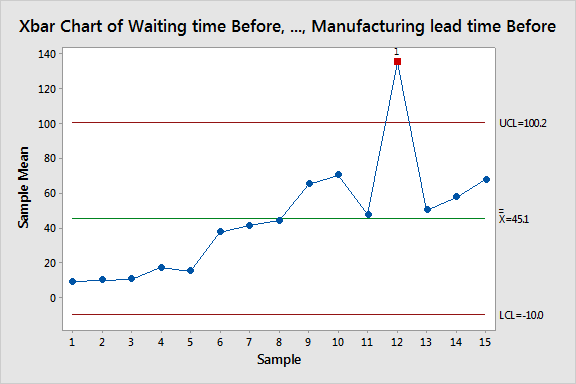 Xbar Chart of Waiting time Before, ..., Manufacturing lead time Before
1
140
120
100
80
60
40
20
0
Sample Mean
UCL=100.2
X̿=45.1
LCL=-10.0
1 2 3 4 5 6 7 8 9 10 11 12 13 14 15
Sample